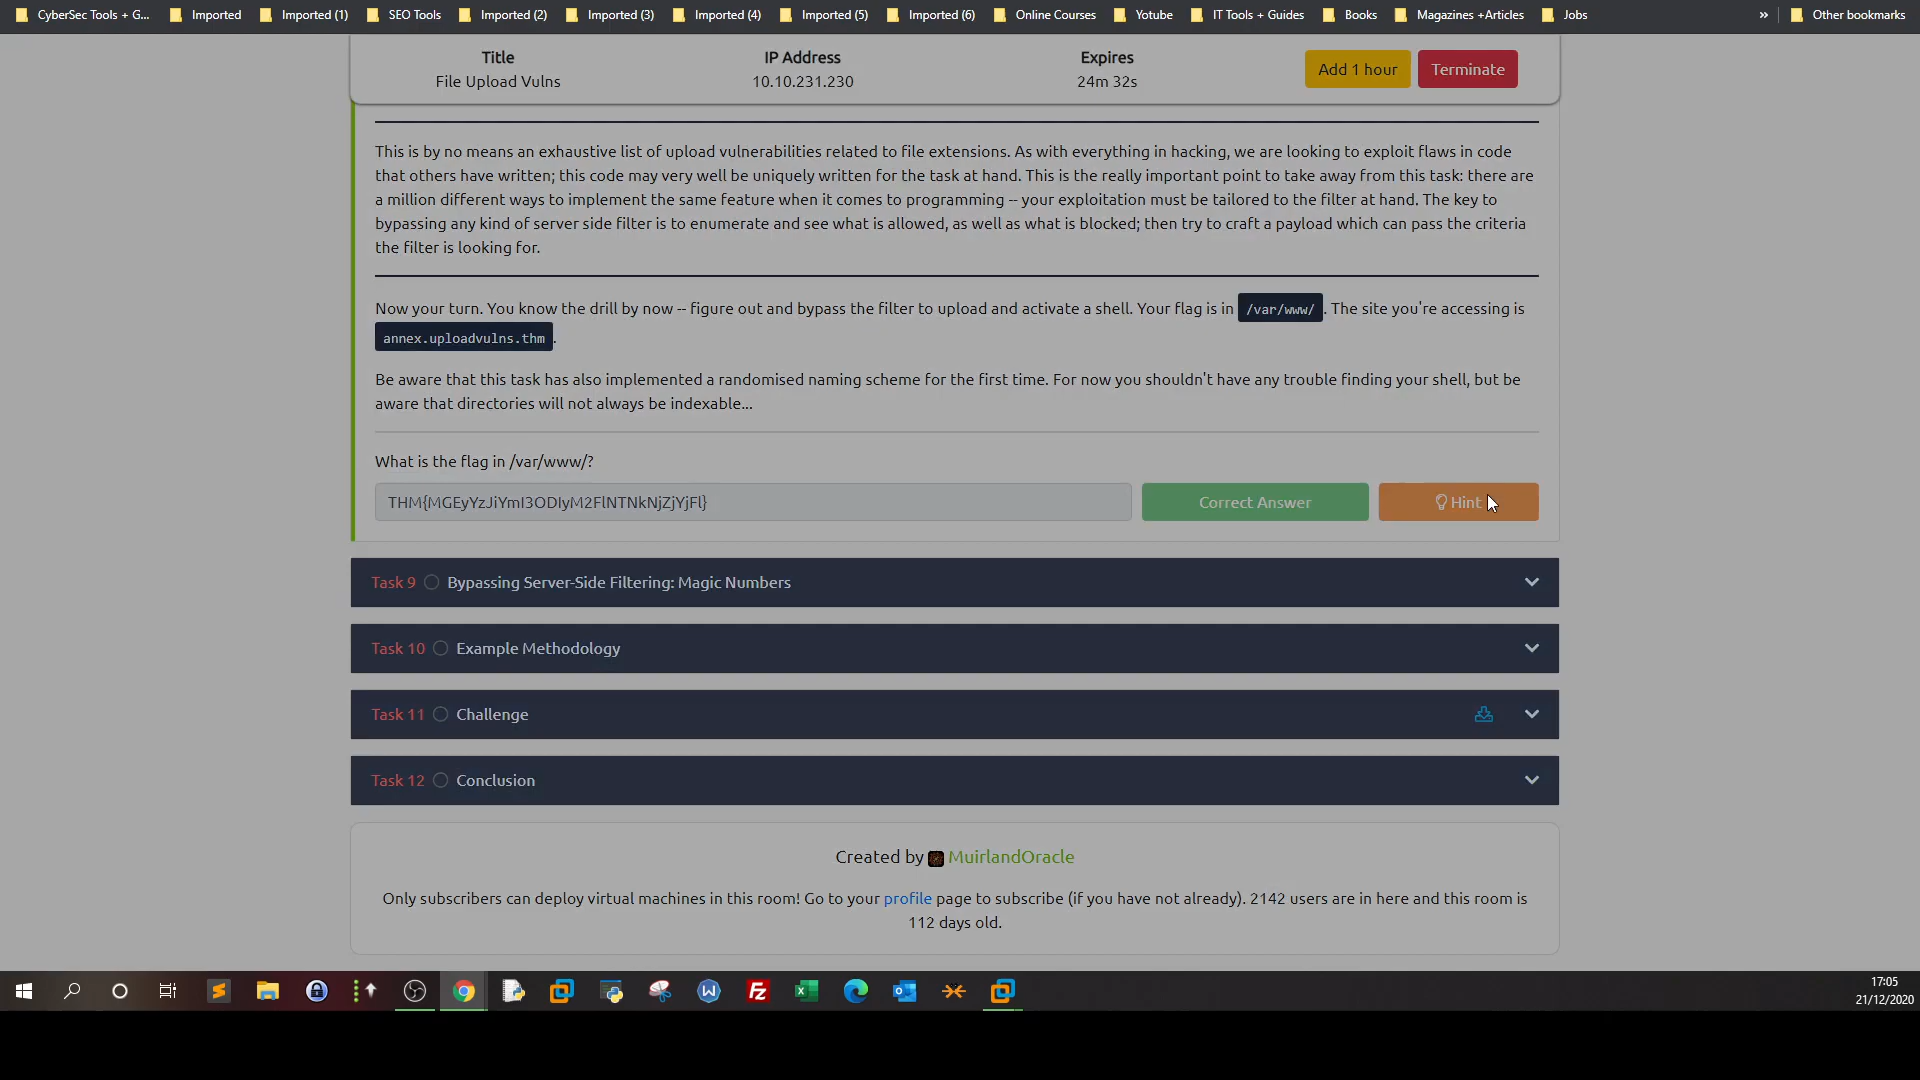 CyberSec Tools + G... Imported Imported (1) SEO Tools Imported (2) Imported (3) Imported (4) Imported (5) Imported (6) Online Courses Yotube IT Tools + Guides Books Magazines +Articles Jobs » Other bookmarks
Title IP Address Expires
File Upload Vulns 10.10.231.230 24m 32s Add 1 hour Terminate
This is by no means an exhaustive list of upload vulnerabilities related to file extensions. As with everything in hacking, we are looking to exploit flaws in code
that others have written; this code may very well be uniquely written for the task at hand. This is the really important point to take away from this task: there are
a million different ways to implement the same feature when it comes to programming -- your exploitation must be tailored to the filter at hand. The key to
bypassing any kind of server side filter is to enumerate and see what is allowed, as well as what is blocked; then try to craft a payload which can pass the criteria
the filter is looking for.
Now your turn. You know the drill by now -- figure out and bypass the filter to upload and activate a shell. Your flag is in /var/www/ . The site you're accessing is
annex.uploadvulns.thm .
Be aware that this task has also implemented a randomised naming scheme for the first time. For now you shouldn't have any trouble finding your shell, but be
aware that directories will not always be indexable...
What is the flag in /var/www/?
THM{MGEyYzJiYmI3ODIyM2FlNTNkNjZjYjFl} Correct Answer Hint
Task 9 Bypassing Server-Side Filtering: Magic Numbers
Task 10 Example Methodology
Task 11 Challenge
Task 12 Conclusion
Created by MuirlandOracle
Only subscribers can deploy virtual machines in this room! Go to your profile page to subscribe (if you have not already). 2142 users are in here and this room is
112 days old.
17:05
21/12/2020